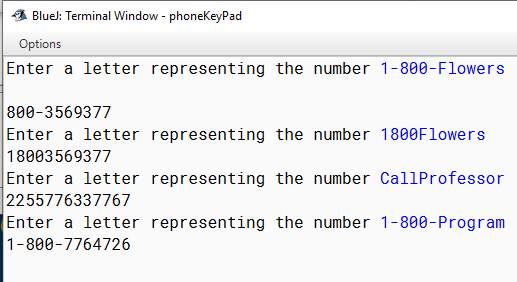 BlueJ: Terminal Window - phoneKeyPad
Options
Enter a letter representing the number 1-800-Flowers
800-3569377
Enter a letter representing the number 1800Flowers
18003569377
Enter a letter representing the number CallProfessor
2255776337767
Enter a letter representing the number 1-800-Program
1-800-7764726